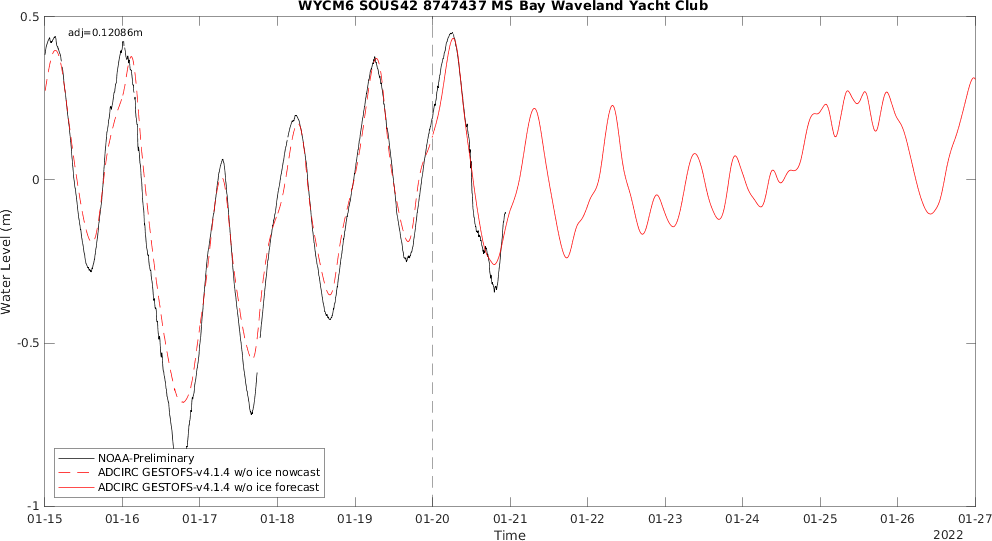 WYCM6 SOUS42 8747437 MS Bay Waveland Yacht Club
adj=0.12086m
0.5
0
-0.5
-1
Water Level (m)
NOAA-Preliminary
ADCIRC GESTOFS-v4.1.4 w/o ice nowcast
ADCIRC GESTOFS-v4.1.4 w/o ice forecast
01-15 01-16 01-17 01-18 01-19 01-20 01-21 01-22 01-23 01-24 01-25 01-26 01-27
Time
2022